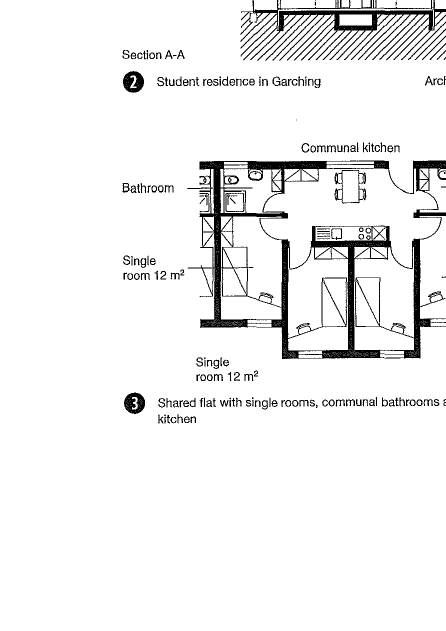 Section A-A
2 Student residence in Garching
Communal kitchen
Bathroom
Single
room 12 m²
Single
room 12 m²
3 Shared flat with single rooms, communal bathrooms
kitchen